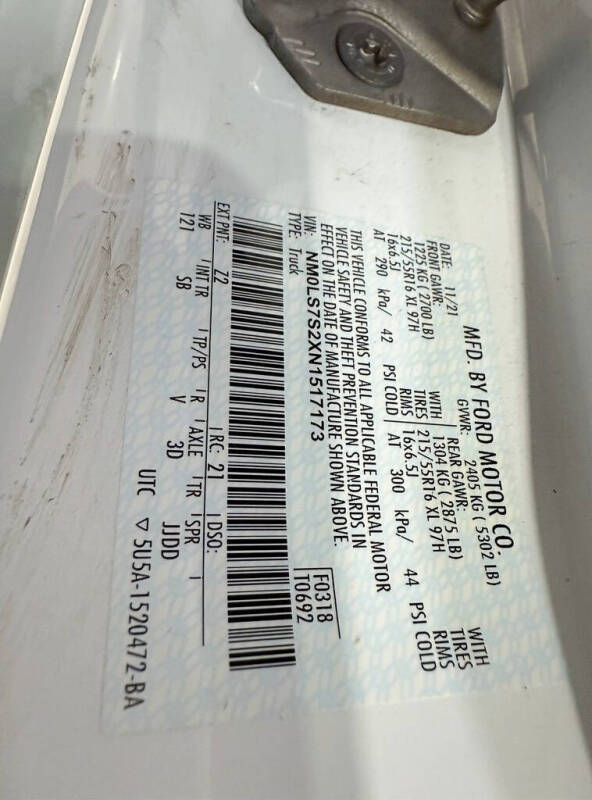 MFD. BY FORD MOTOR CO.
DATE: 11/21 GVWR: 2405 KG ( 5302 LB)
FRONT GAWR: WITH REAR GAWR: WITH
1225 KG ( 2700 LB) TIRES 1304 KG ( 2875 LB) TIRES
215/55R16 XL 97H RIMS 215/55R16 XL 97H RIMS
16x6.5J 16x6.5J
AT 290 kPa/ 42 PSI COLD AT 300 kPa/ 44 PSI COLD
THIS VEHICLE CONFORMS TO ALL APPLICABLE FEDERAL MOTOR
VEHICLE SAFETY AND THEFT PREVENTION STANDARDS IN
EFFECT ON THE DATE OF MANUFACTURE SHOWN ABOVE.
VIN: NM0LS7S2XN1517173 F0318
TYPE: Truck T0692
EXT PNT: Z2 RC: 21 DSO:
WB INT TR TP/PS R AXLE TR SPR
121 SB V 3D JJDD
UTC ▽ 5U5A-1520472-BA